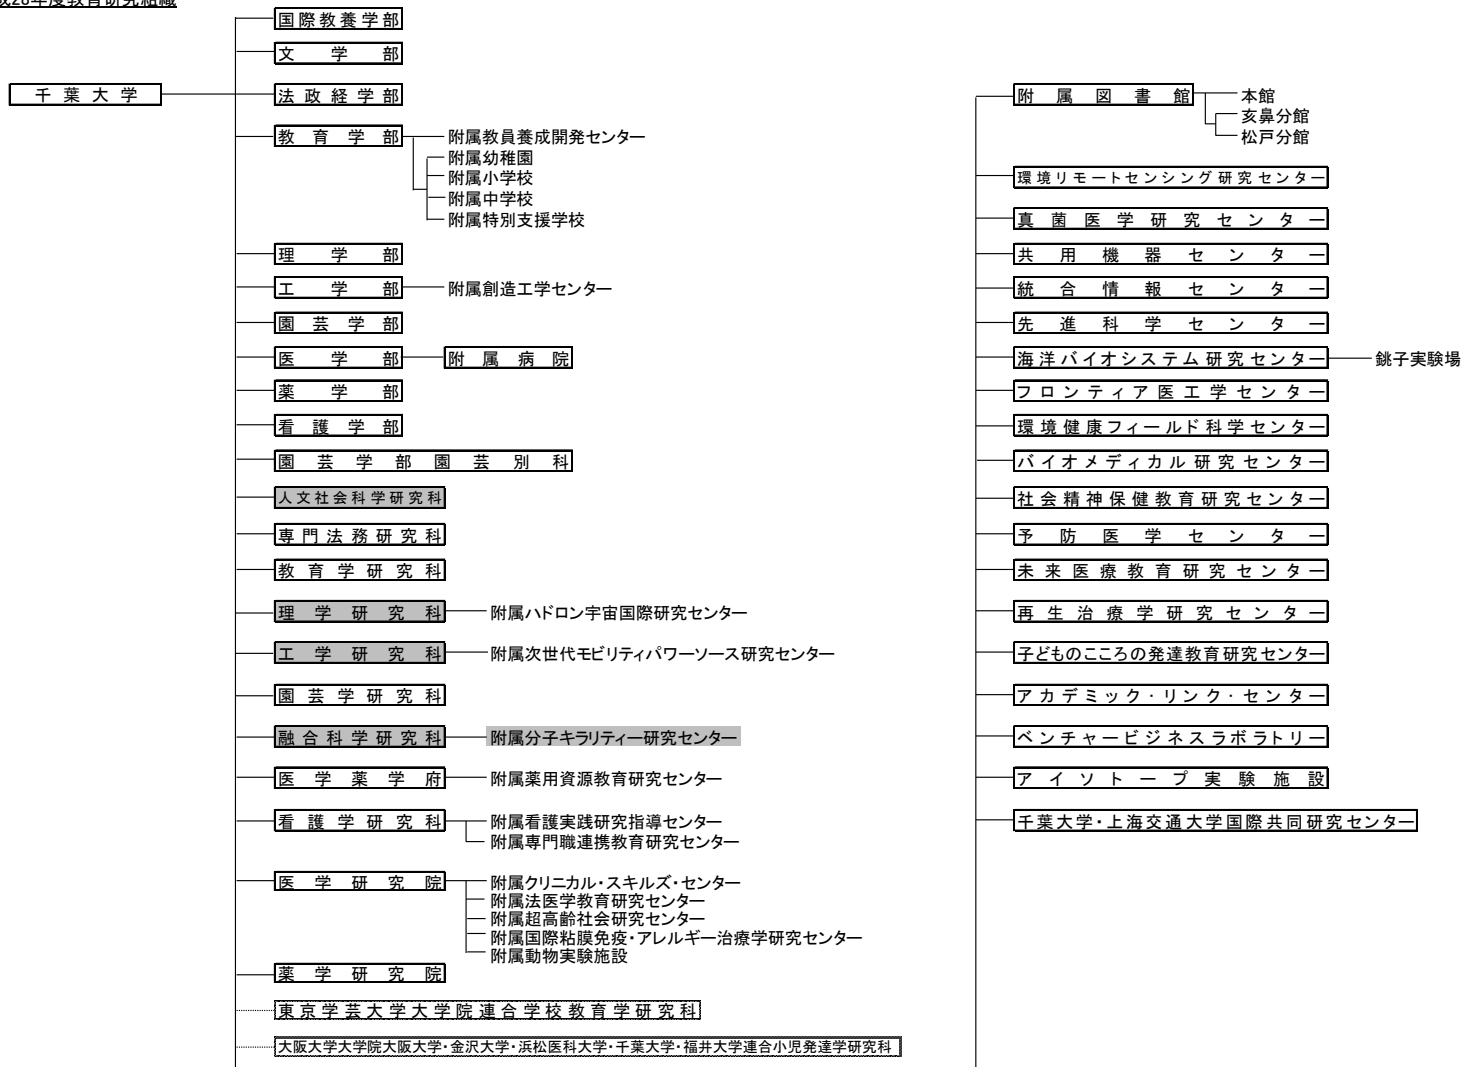 成28年度教育研究組織
千葉大学
国際教養学部
文学部
法政経学部
教育学部
附属教員養成開発センター
附属幼稚園
附属小学校
附属中学校
附属特別支援学校
理学部
工学部
附属創造工学センター
園芸学部
医学部
附属病院
薬学部
看護学部
園芸学部園芸別科
人文社会科学研究科
専門法務研究科
教育学研究科
理学研究科
附属ハドロン宇宙国際研究センター
工学研究科
附属次世代モビリティパワーソース研究センター
園芸学研究科
融合科学研究科
附属分子キラリティー研究センター
医学薬学府
附属薬用資源教育研究センター
看護学研究科
附属看護実践研究指導センター
附属専門職連携教育研究センター
医学研究院
附属クリニカル・スキルズ・センター
附属法医学教育研究センター
附属超高齢社会研究センター
附属国際粘膜免疫・アレルギー治療学研究センター
附属動物実験施設
薬学研究院
東京学芸大学大学院連合学校教育学研究科
大阪大学大学院大阪大学・金沢大学・浜松医科大学・千葉大学・福井大学連合小児発達学研究科
附属図書館
本館
亥鼻分館
松戸分館
環境リモートセンシング研究センター
真菌医学研究センター
共用機器センター
統合情報センター
先進科学センター
海洋バイオシステム研究センター
銚子実験場
フロンティア医工学センター
環境健康フィールド科学センター
バイオメディカル研究センター
社会精神保健教育研究センター
予防医学センター
未来医療教育研究センター
再生治療学研究センター
子どものこころの発達教育研究センター
アカデミック・リンク・センター
ベンチャービジネスラボラトリー
アイソトープ実験施設
千葉大学・上海交通大学国際共同研究センター